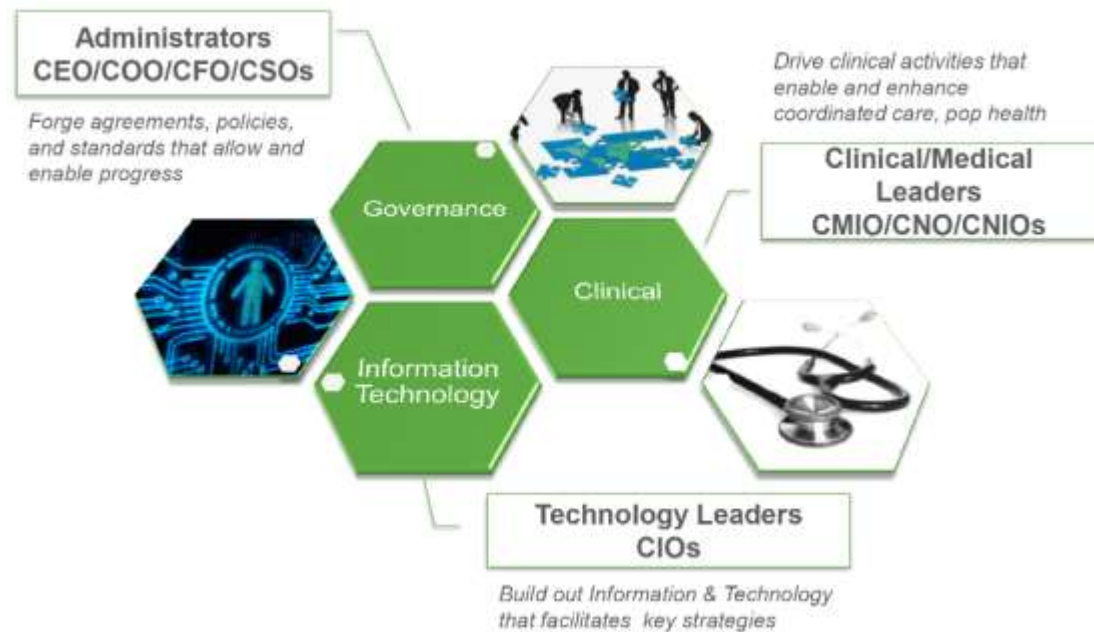 Administrators
CEO/COO/CFO/CSOs
Forge agreements, policies,
and standards that allow and
enable progress
Drive clinical activities that
enable and enhance
coordinated care, pop health
Clinical/Medical
Leaders
CMIO/CNO/CNIOs
Governance
Clinical
Information
Technology
Technology Leaders
CIOs
Build out Information & Technology
that facilitates key strategies